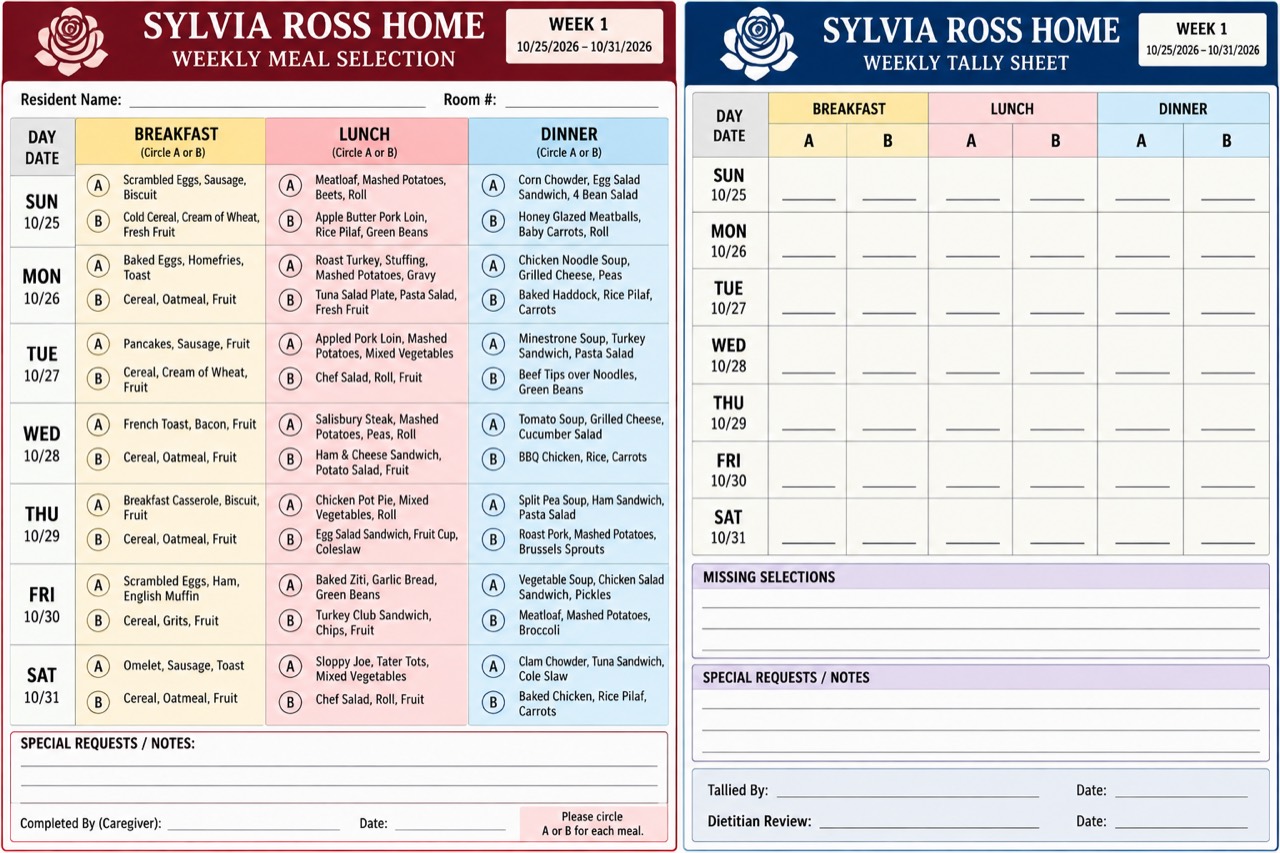 SYLVIA ROSS HOME
WEEKLY MEAL SELECTION
WEEK 1
10/25/2026 – 10/31/2026
Resident Name:
Room #:
DAY
DATE
BREAKFAST
(Circle A or B)
LUNCH
(Circle A or B)
DINNER
(Circle A or B)
SUN
10/25
A
Scrambled Eggs, Sausage,
Biscuit
B
Cold Cereal, Cream of Wheat,
Fresh Fruit
A
Meatloaf, Mashed Potatoes,
Beets, Roll
B
Apple Butter Pork Loin,
Rice Pilaf, Green Beans
A
Corn Chowder, Egg Salad
Sandwich, 4 Bean Salad
B
Honey Glazed Meatballs,
Baby Carrots, Roll
MON
10/26
A
Baked Eggs, Homefries,
Toast
B
Cereal, Oatmeal, Fruit
A
Roast Turkey, Stuffing,
Mashed Potatoes, Gravy
B
Tuna Salad Plate, Pasta Salad,
Fresh Fruit
A
Chicken Noodle Soup,
Grilled Cheese, Peas
B
Baked Haddock, Rice Pilaf,
Carrots
TUE
10/27
A
Pancakes, Sausage, Fruit
B
Cereal, Cream of Wheat,
Fruit
A
Appled Pork Loin, Mashed
Potatoes, Mixed Vegetables
B
Chef Salad, Roll, Fruit
A
Minestrone Soup, Turkey
Sandwich, Pasta Salad
B
Beef Tips over Noodles,
Green Beans
WED
10/28
A
French Toast, Bacon, Fruit
B
Cereal, Oatmeal, Fruit
A
Salisbury Steak, Mashed
Potatoes, Peas, Roll
B
Ham & Cheese Sandwich,
Potato Salad, Fruit
A
Tomato Soup, Grilled Cheese,
Cucumber Salad
B
BBQ Chicken, Rice, Carrots
THU
10/29
A
Breakfast Casserole, Biscuit,
Fruit
B
Cereal, Oatmeal, Fruit
A
Chicken Pot Pie, Mixed
Vegetables, Roll
B
Egg Salad Sandwich, Fruit Cup,
Coleslaw
A
Split Pea Soup, Ham Sandwich,
Pasta Salad
B
Roast Pork, Mashed Potatoes,
Brussels Sprouts
FRI
10/30
A
Scrambled Eggs, Ham,
English Muffin
B
Cereal, Grits, Fruit
A
Baked Ziti, Garlic Bread,
Green Beans
B
Turkey Club Sandwich,
Chips, Fruit
A
Vegetable Soup, Chicken Salad
Sandwich, Pickles
B
Meatloaf, Mashed Potatoes,
Broccoli
SAT
10/31
A
Omelet, Sausage, Toast
B
Cereal, Oatmeal, Fruit
A
Sloppy Joe, Tater Tots,
Mixed Vegetables
B
Chef Salad, Roll, Fruit
A
Clam Chowder, Tuna Sandwich,
Cole Slaw
B
Baked Chicken, Rice Pilaf,
Carrots
SPECIAL REQUESTS / NOTES:
Completed By (Caregiver):
Date:
Please circle
A or B for each meal.
SYLVIA ROSS HOME
WEEKLY TALLY SHEET
WEEK 1
10/25/2026 – 10/31/2026
DAY
DATE
BREAKFAST
LUNCH
DINNER
A
B
A
B
A
B
SUN
10/25
MON
10/26
TUE
10/27
WED
10/28
THU
10/29
FRI
10/30
SAT
10/31
MISSING SELECTIONS
SPECIAL REQUESTS / NOTES
Tallied By:
Date:
Dietitian Review:
Date: